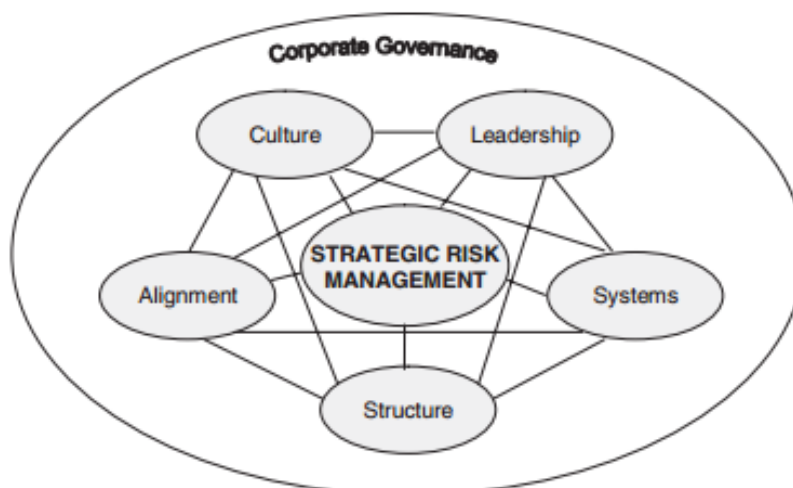 Corporate Governance
Culture
Leadership
STRATEGIC RISK
MANAGEMENT
Alignment
Systems
Structure